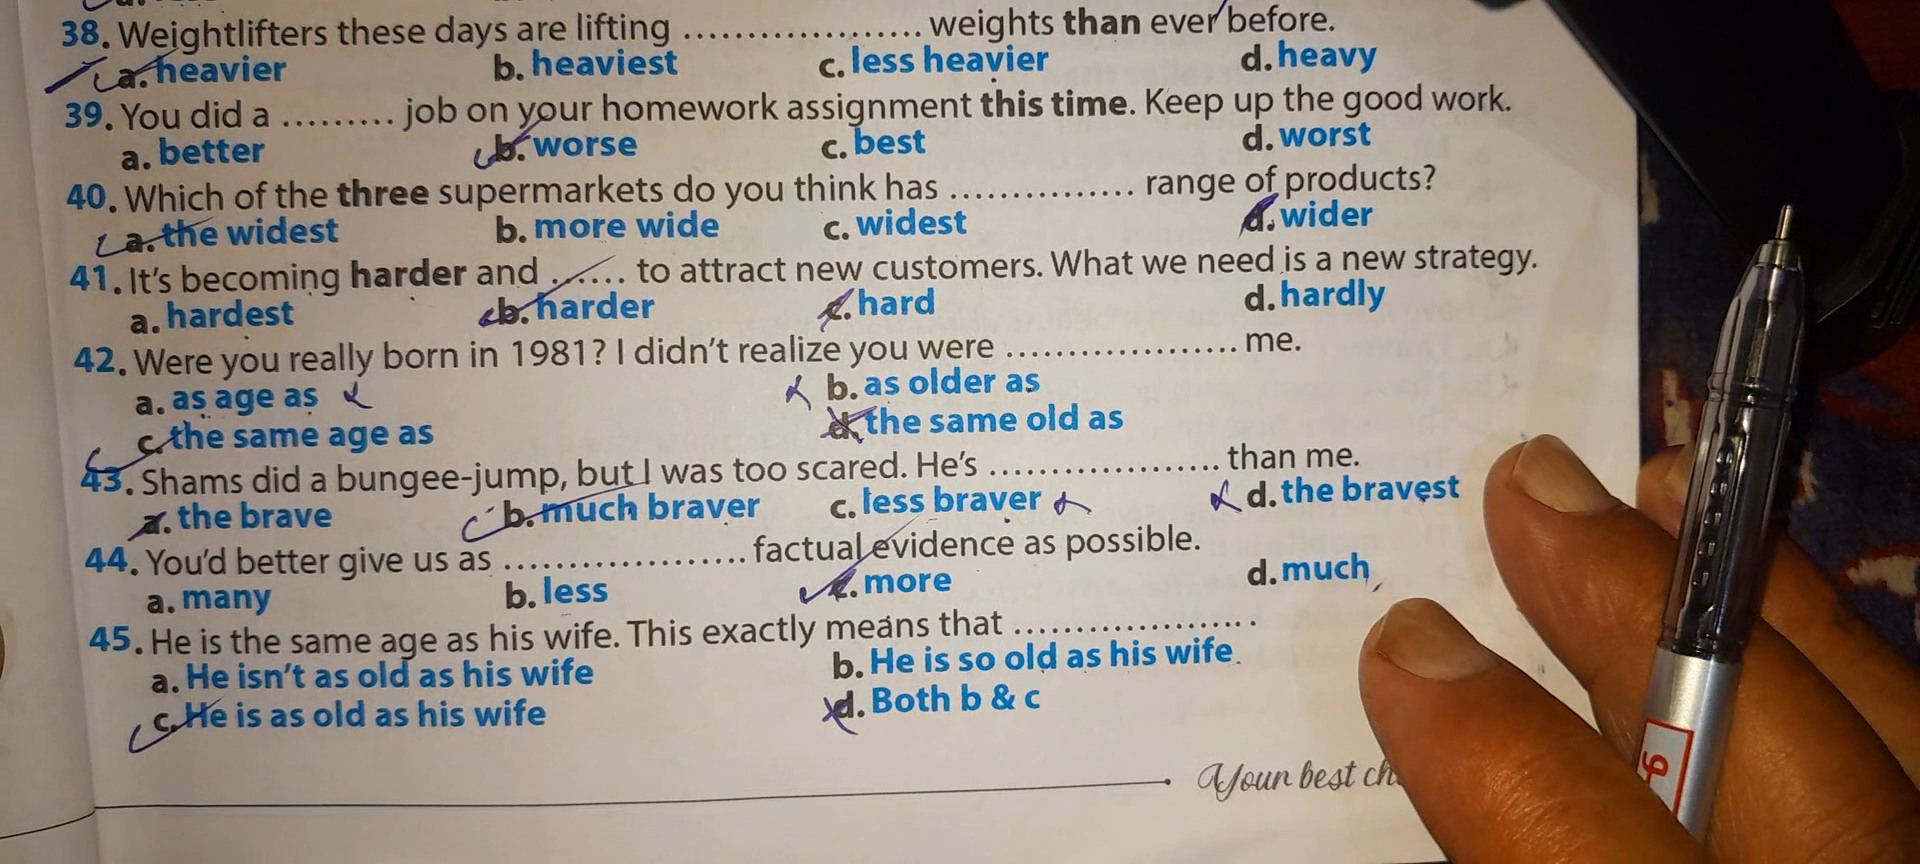 38. Weightlifters these days are lifting .................... weights than ever before.
a. heavier b. heaviest c. less heavier d. heavy
39. You did a ......... job on your homework assignment this time. Keep up the good work.
a. better b. worse c. best d. worst
40. Which of the three supermarkets do you think has ............... range of products?
a. the widest b. more wide c. widest d. wider
41. It's becoming harder and ....... to attract new customers. What we need is a new strategy.
a. hardest b. harder c. hard d. hardly
42. Were you really born in 1981? I didn't realize you were ................... me.
a. as age as b. as older as
c. the same age as d. the same old as
43. Shams did a bungee-jump, but I was too scared. He's ................... than me.
a. the brave b. much braver c. less braver d. the bravest
44. You'd better give us as .................... factual evidence as possible.
a. many b. less c. more d. much
45. He is the same age as his wife. This exactly means that ....................
a. He isn't as old as his wife b. He is so old as his wife.
c. He is as old as his wife d. Both b & c
best